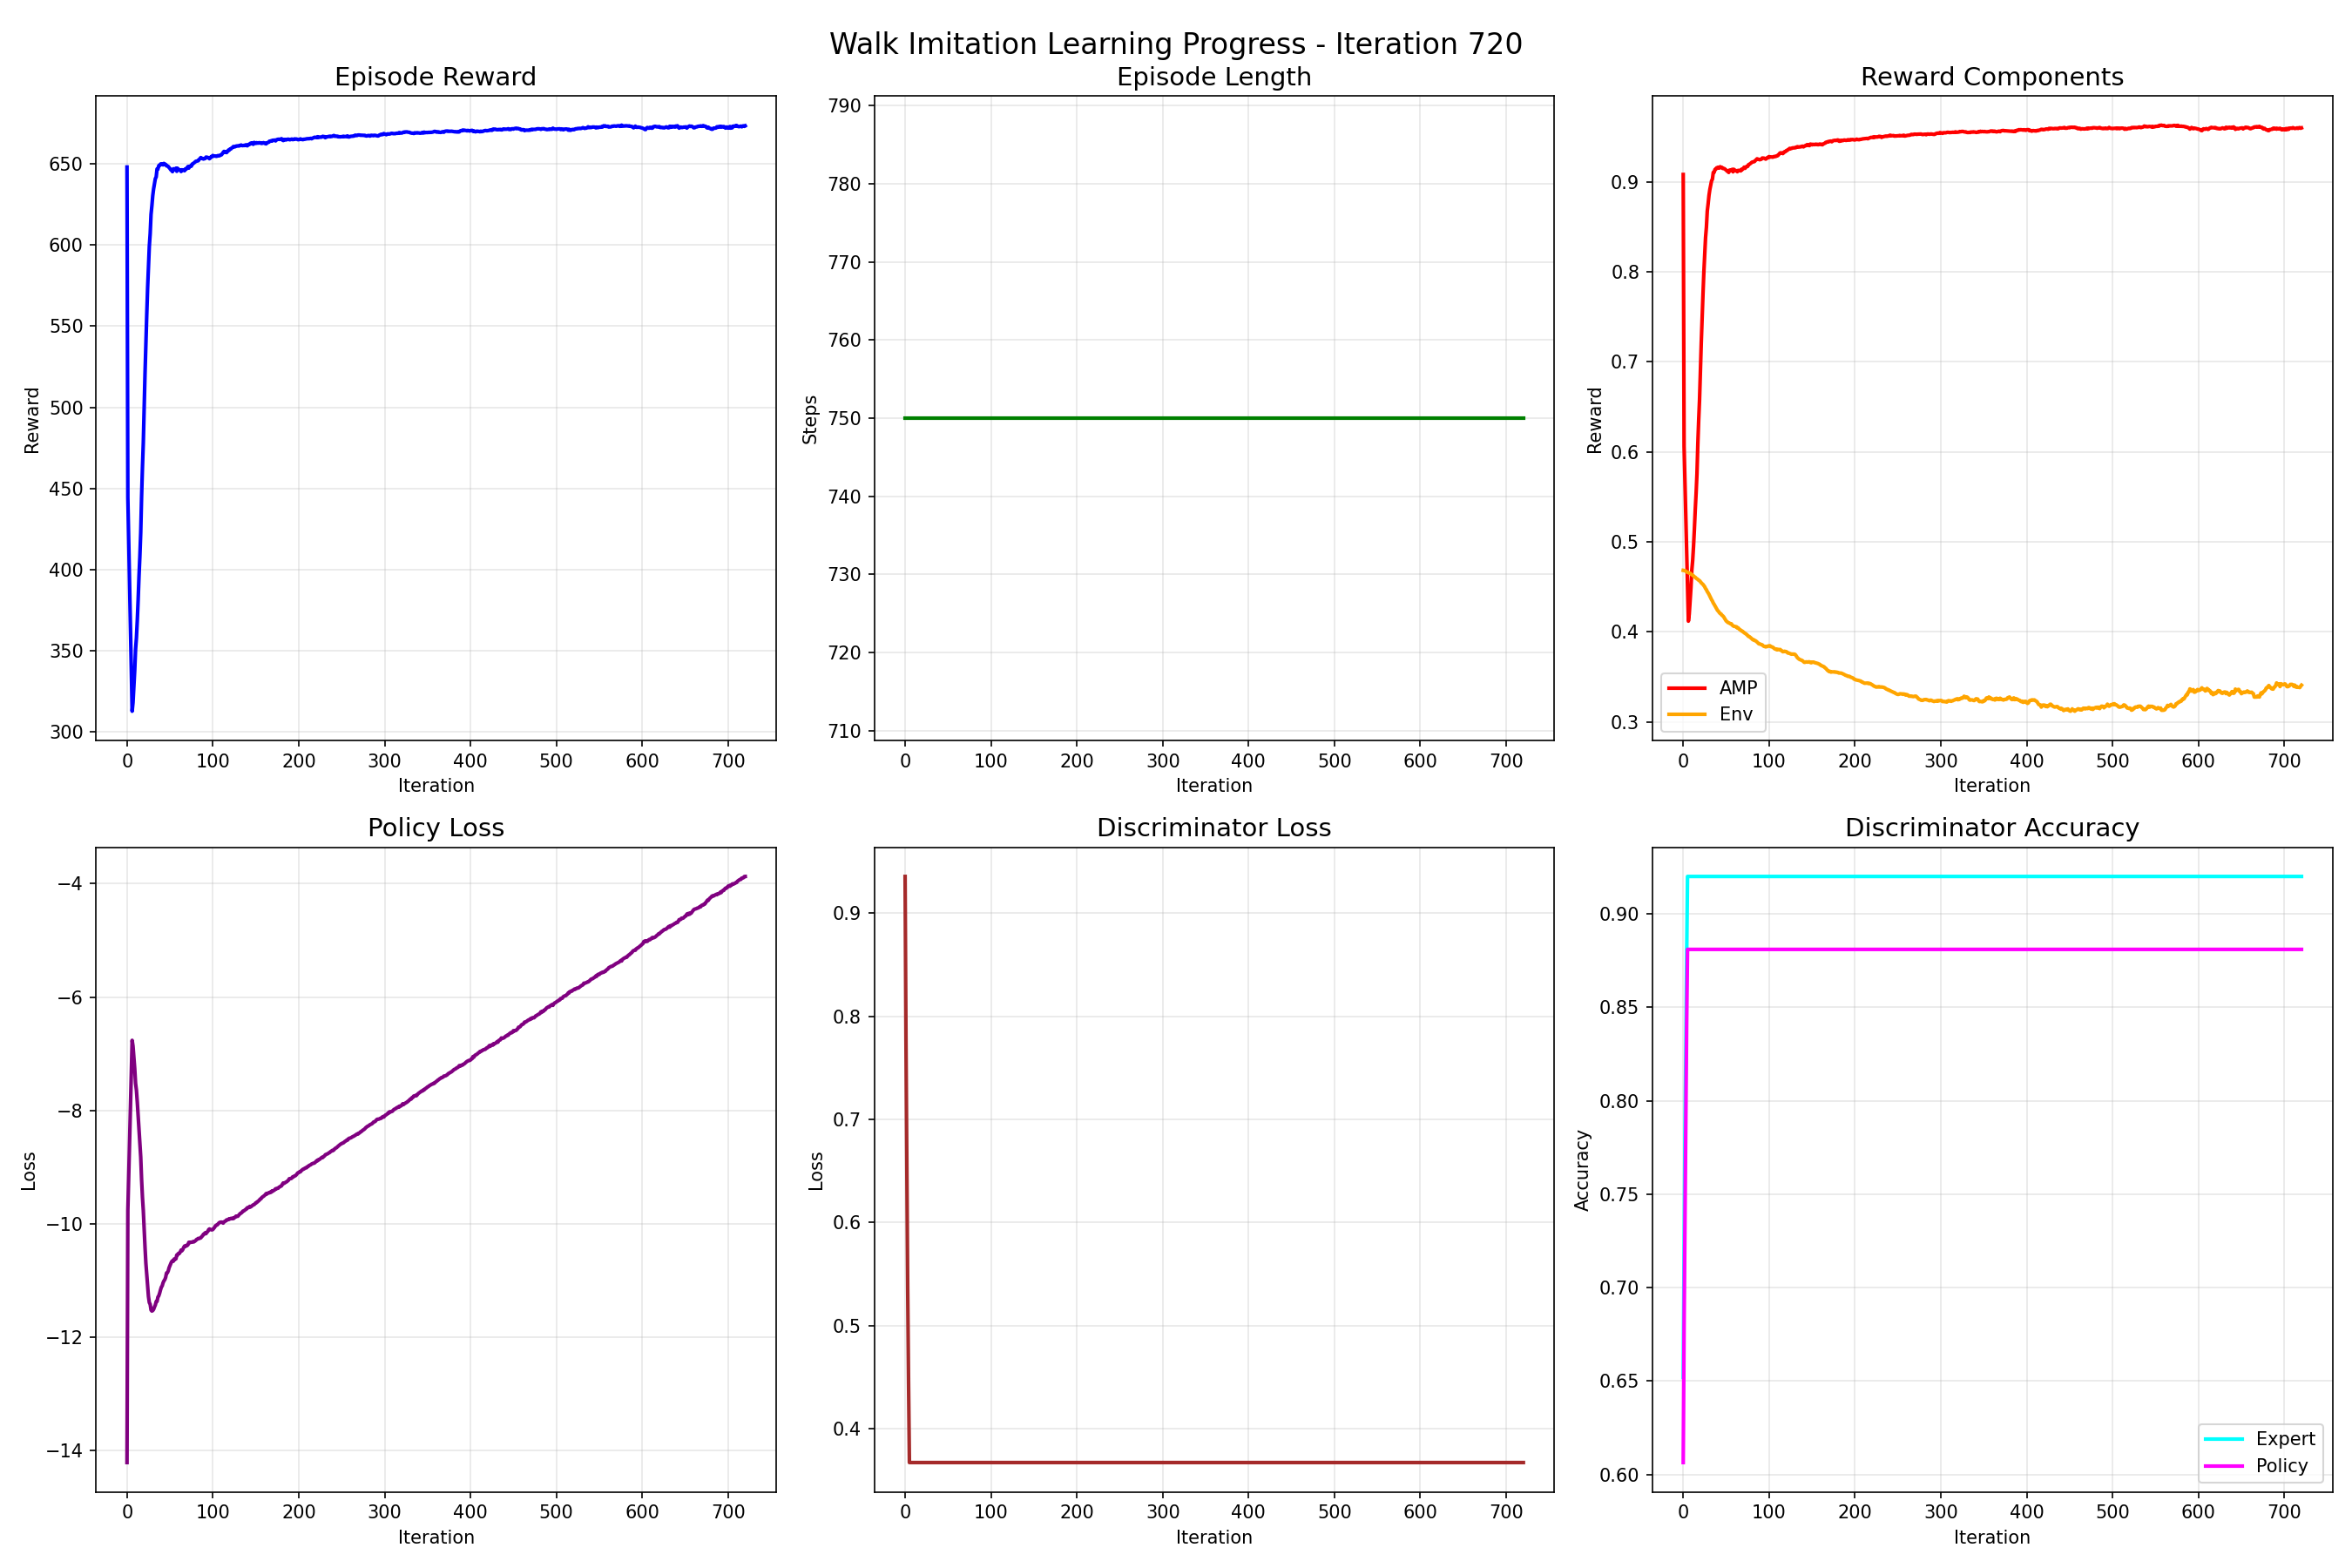 Walk Imitation Learning Progress - Iteration 720
Episode Reward
Reward
650
600
550
500
450
400
350
300
0 100 200 300 400 500 600 700
Iteration
Episode Length
Steps
790
780
770
760
750
740
730
720
710
0 100 200 300 400 500 600 700
Iteration
Reward Components
Reward
0.9
0.8
0.7
0.6
0.5
0.4
0.3
AMP
Env
0 100 200 300 400 500 600 700
Iteration
Policy Loss
Loss
−4
−6
−8
−10
−12
−14
0 100 200 300 400 500 600 700
Iteration
Discriminator Loss
Loss
0.9
0.8
0.7
0.6
0.5
0.4
0 100 200 300 400 500 600 700
Iteration
Discriminator Accuracy
Accuracy
0.90
0.85
0.80
0.75
0.70
0.65
0.60
Expert
Policy
0 100 200 300 400 500 600 700
Iteration